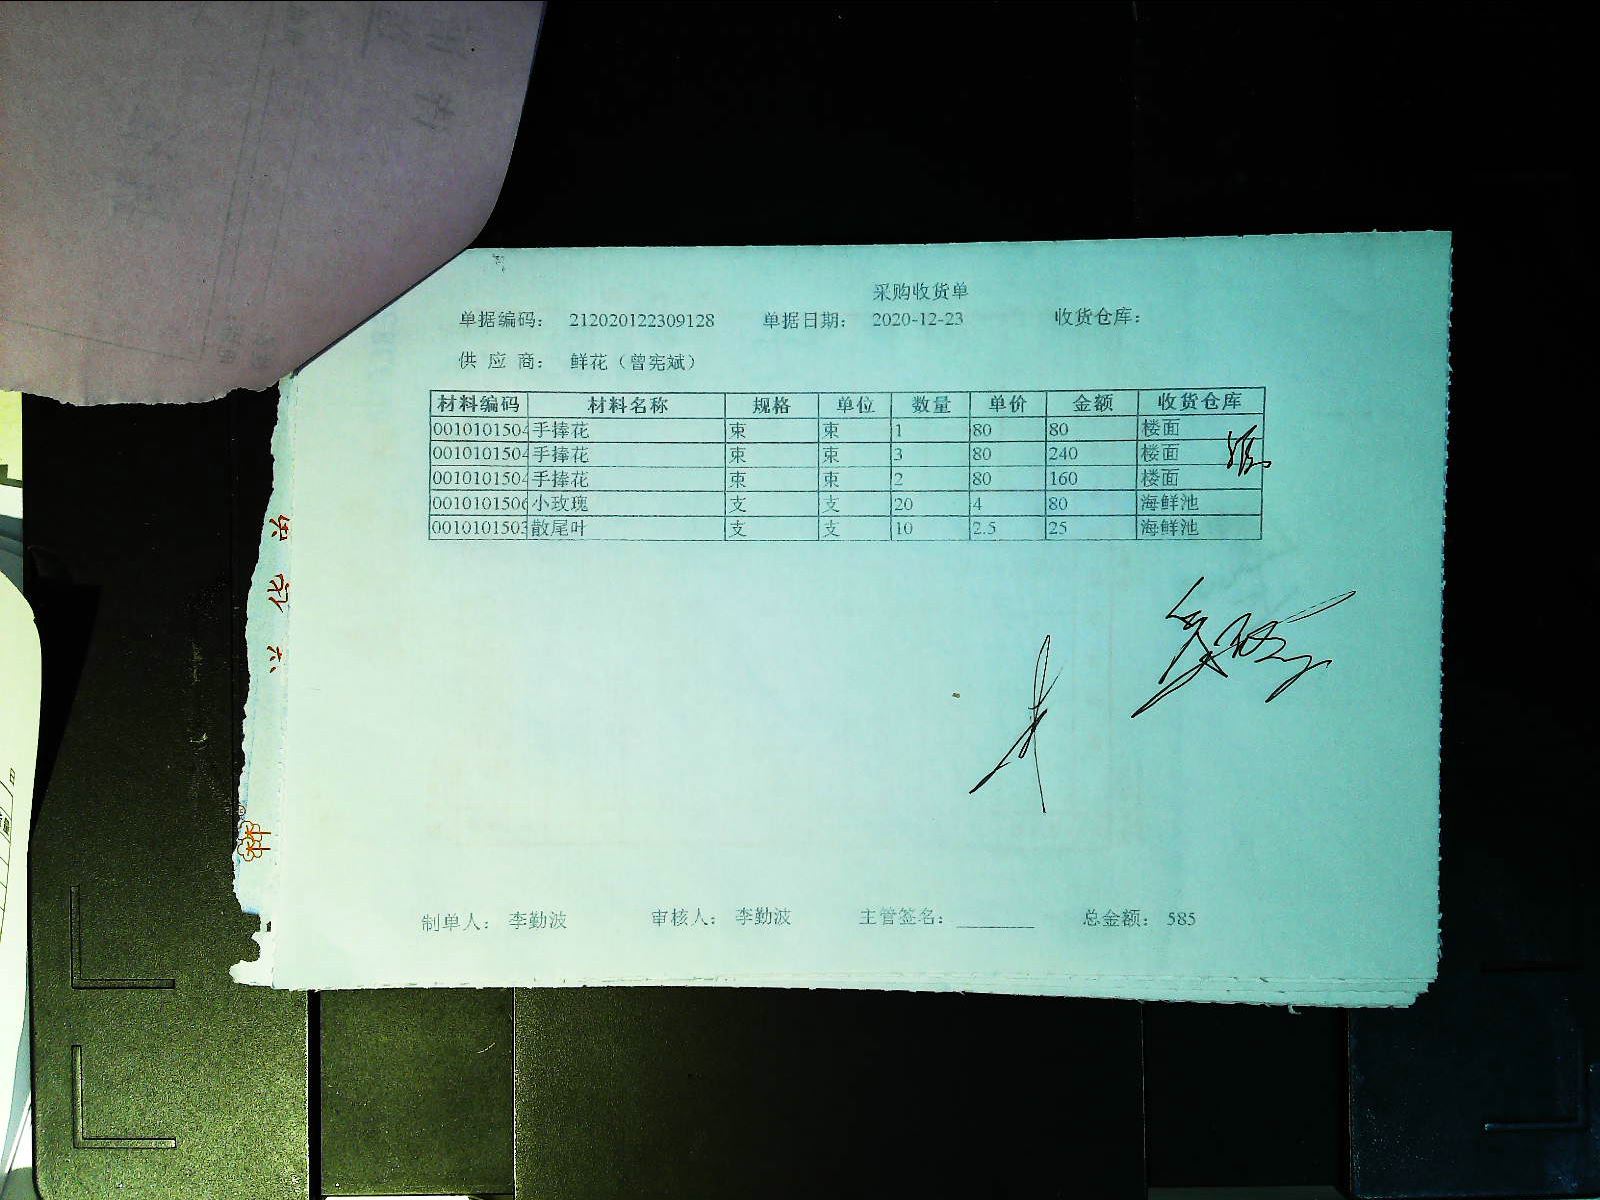 采购收货单
单据编码： 212020122309128 单据日期： 2020-12-23 收货仓库：
供 应 商： 鲜花（曾宪斌）
材料编码 材料名称 规格 单位 数量 单价 金额 收货仓库
0010101504 手捧花 束 束 1 80 80 楼面
0010101504 手捧花 束 束 3 80 240 楼面
0010101504 手捧花 束 束 2 80 160 楼面
0010101506 小玫瑰 支 支 20 4 80 海鲜池
0010101503 散尾叶 支 支 10 2.5 25 海鲜池
制单人： 李勤波 审核人： 李勤波 主管签名：________ 总金额： 585